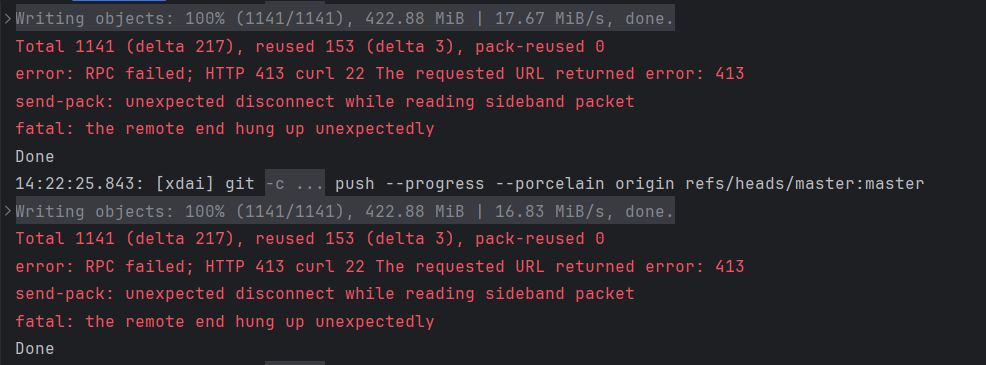 Writing objects: 100% (1141/1141), 422.88 MiB | 17.67 MiB/s, done.
Total 1141 (delta 217), reused 153 (delta 3), pack-reused 0
error: RPC failed; HTTP 413 curl 22 The requested URL returned error: 413
send-pack: unexpected disconnect while reading sideband packet
fatal: the remote end hung up unexpectedly
Done
14:22:25.843: [xdai] git -c ... push --progress --porcelain origin refs/heads/master:master
Writing objects: 100% (1141/1141), 422.88 MiB | 16.83 MiB/s, done.
Total 1141 (delta 217), reused 153 (delta 3), pack-reused 0
error: RPC failed; HTTP 413 curl 22 The requested URL returned error: 413
send-pack: unexpected disconnect while reading sideband packet
fatal: the remote end hung up unexpectedly
Done